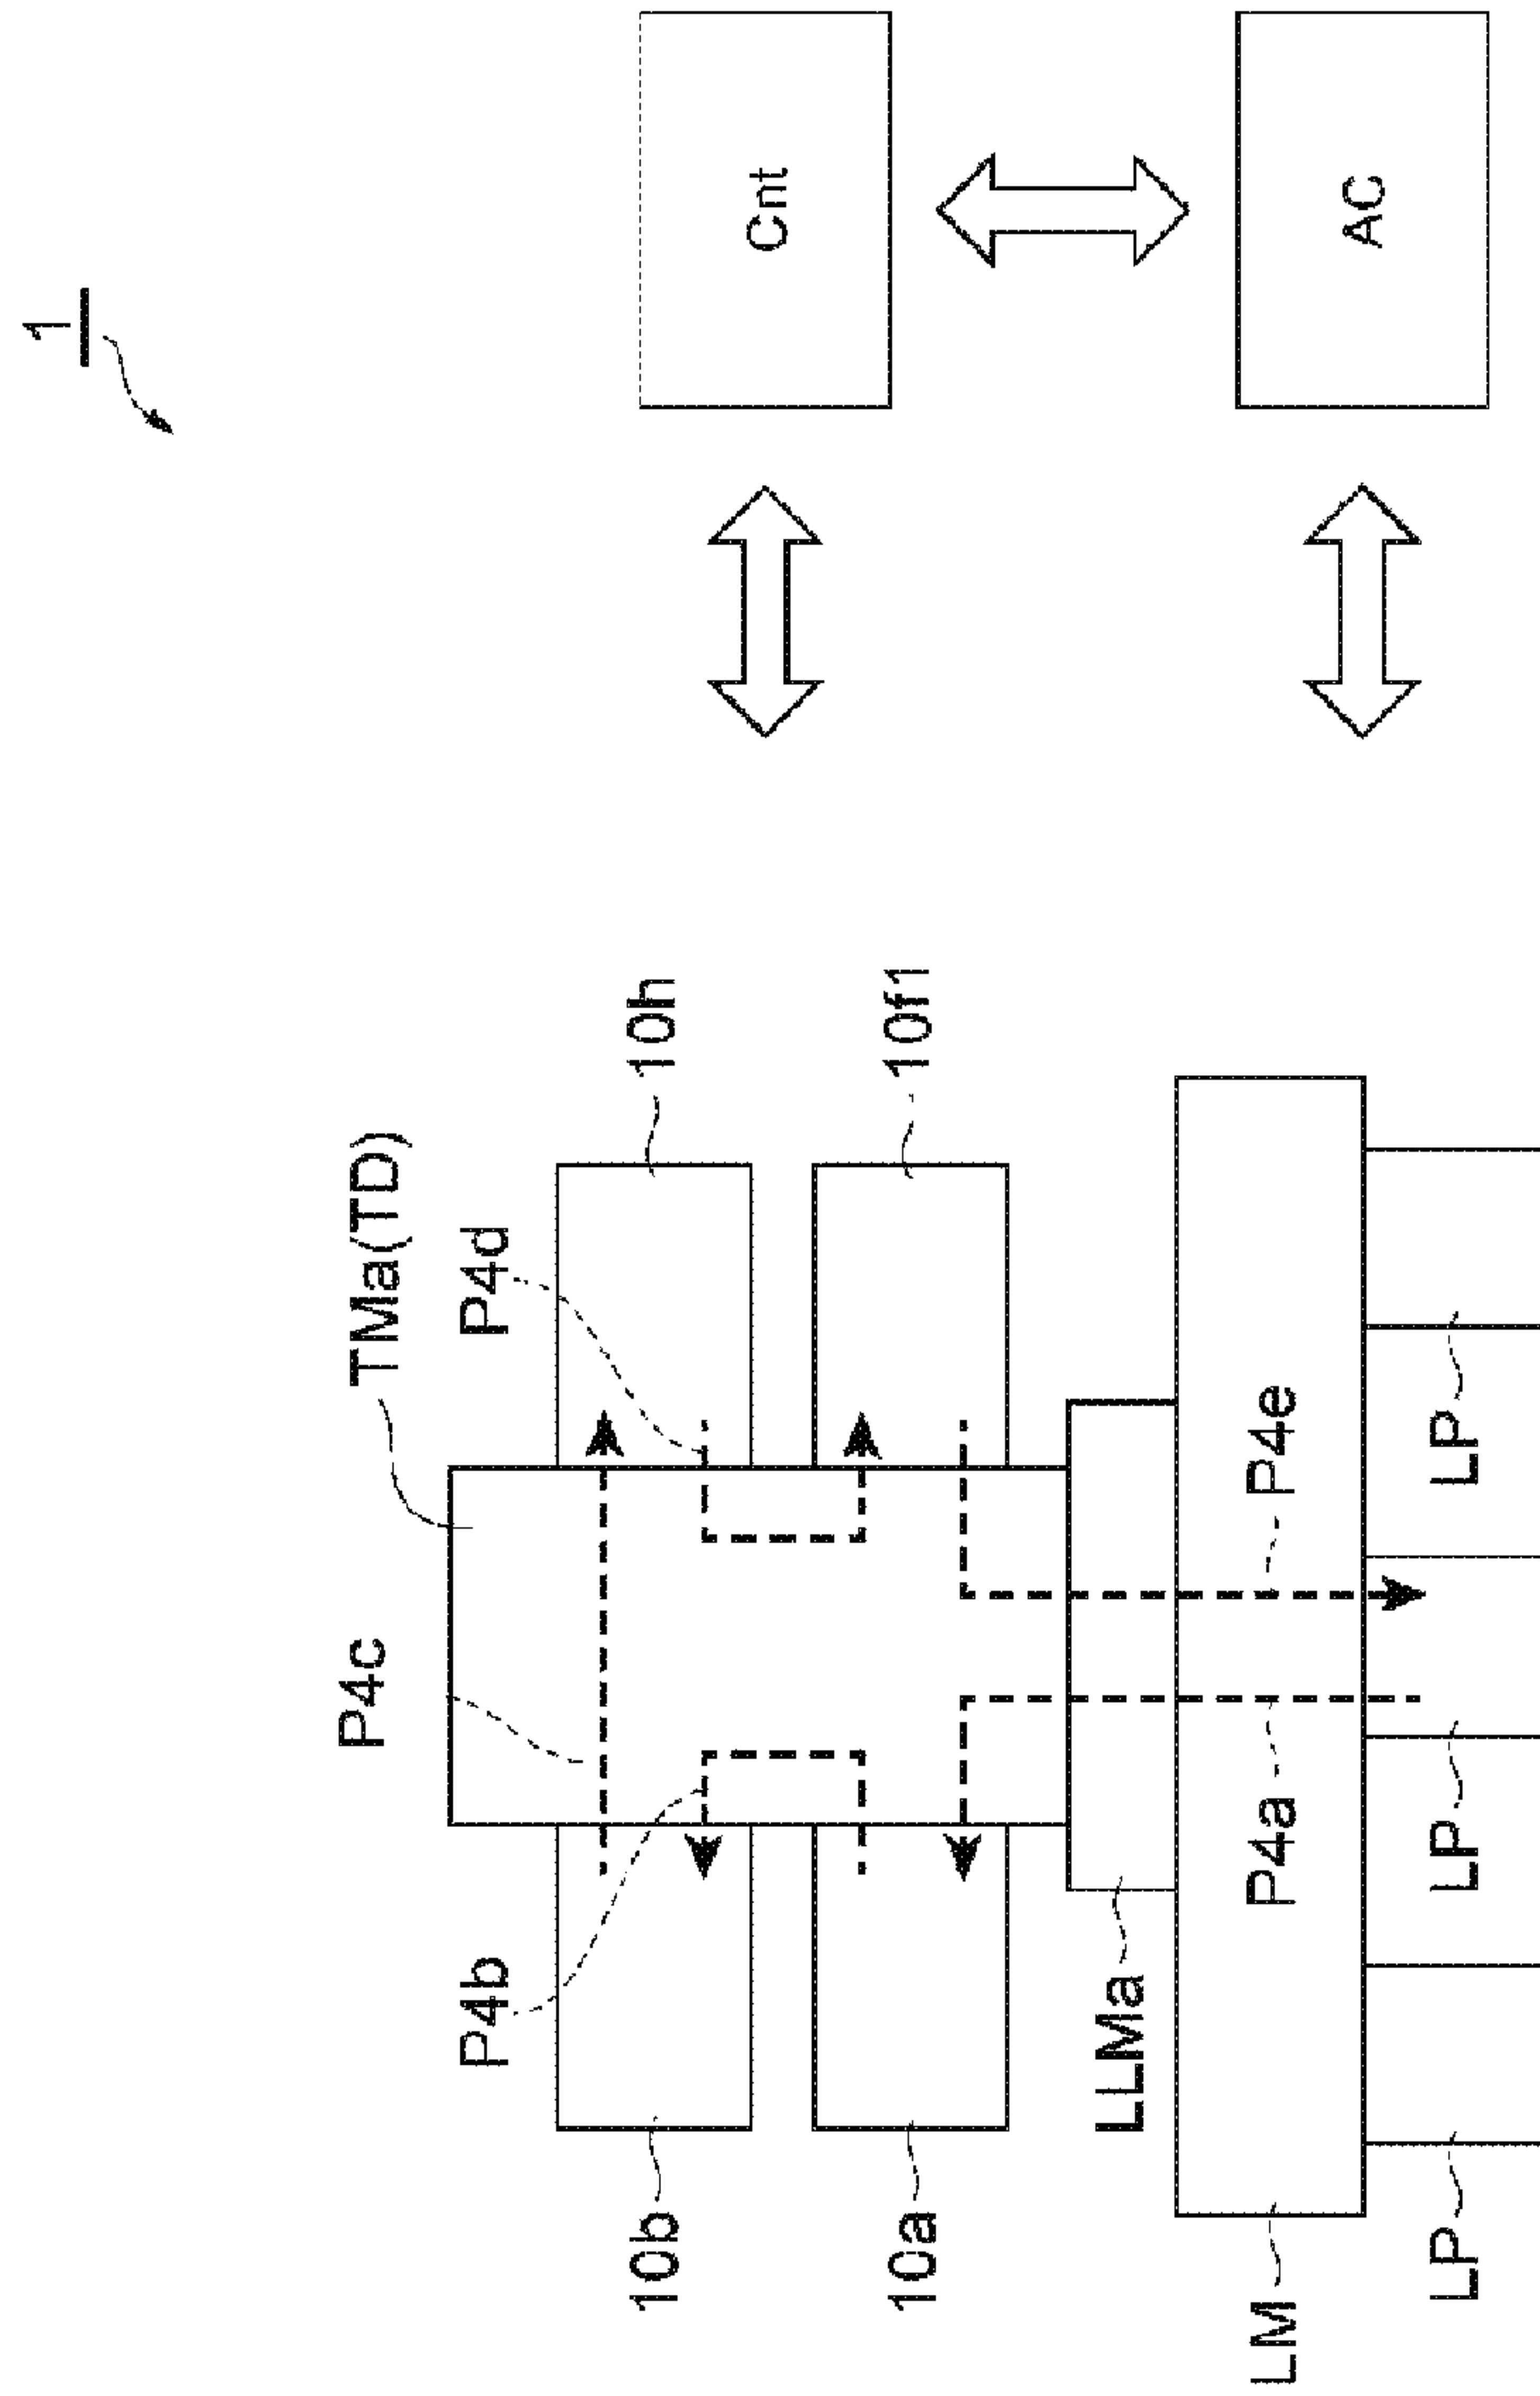 1
P4c
TMa(TD)
P4b
P4d
10b
10h
Cnt
10a
10f1
LLMa
LM
P4a
P4e
AC
LP
LP
LP